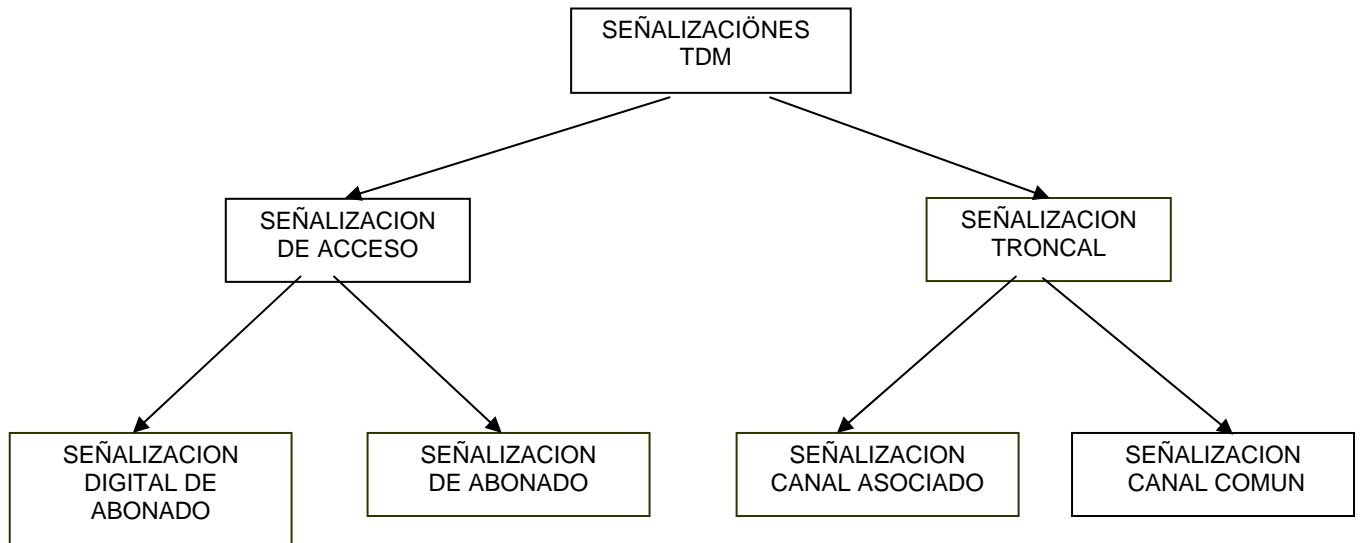 SEÑALIZACIÖNES
TDM
SEÑALIZACION
DE ACCESO
SEÑALIZACION
TRONCAL
SEÑALIZACION
DIGITAL DE
ABONADO
SEÑALIZACION
DE ABONADO
SEÑALIZACION
CANAL ASOCIADO
SEÑALIZACION
CANAL COMUN